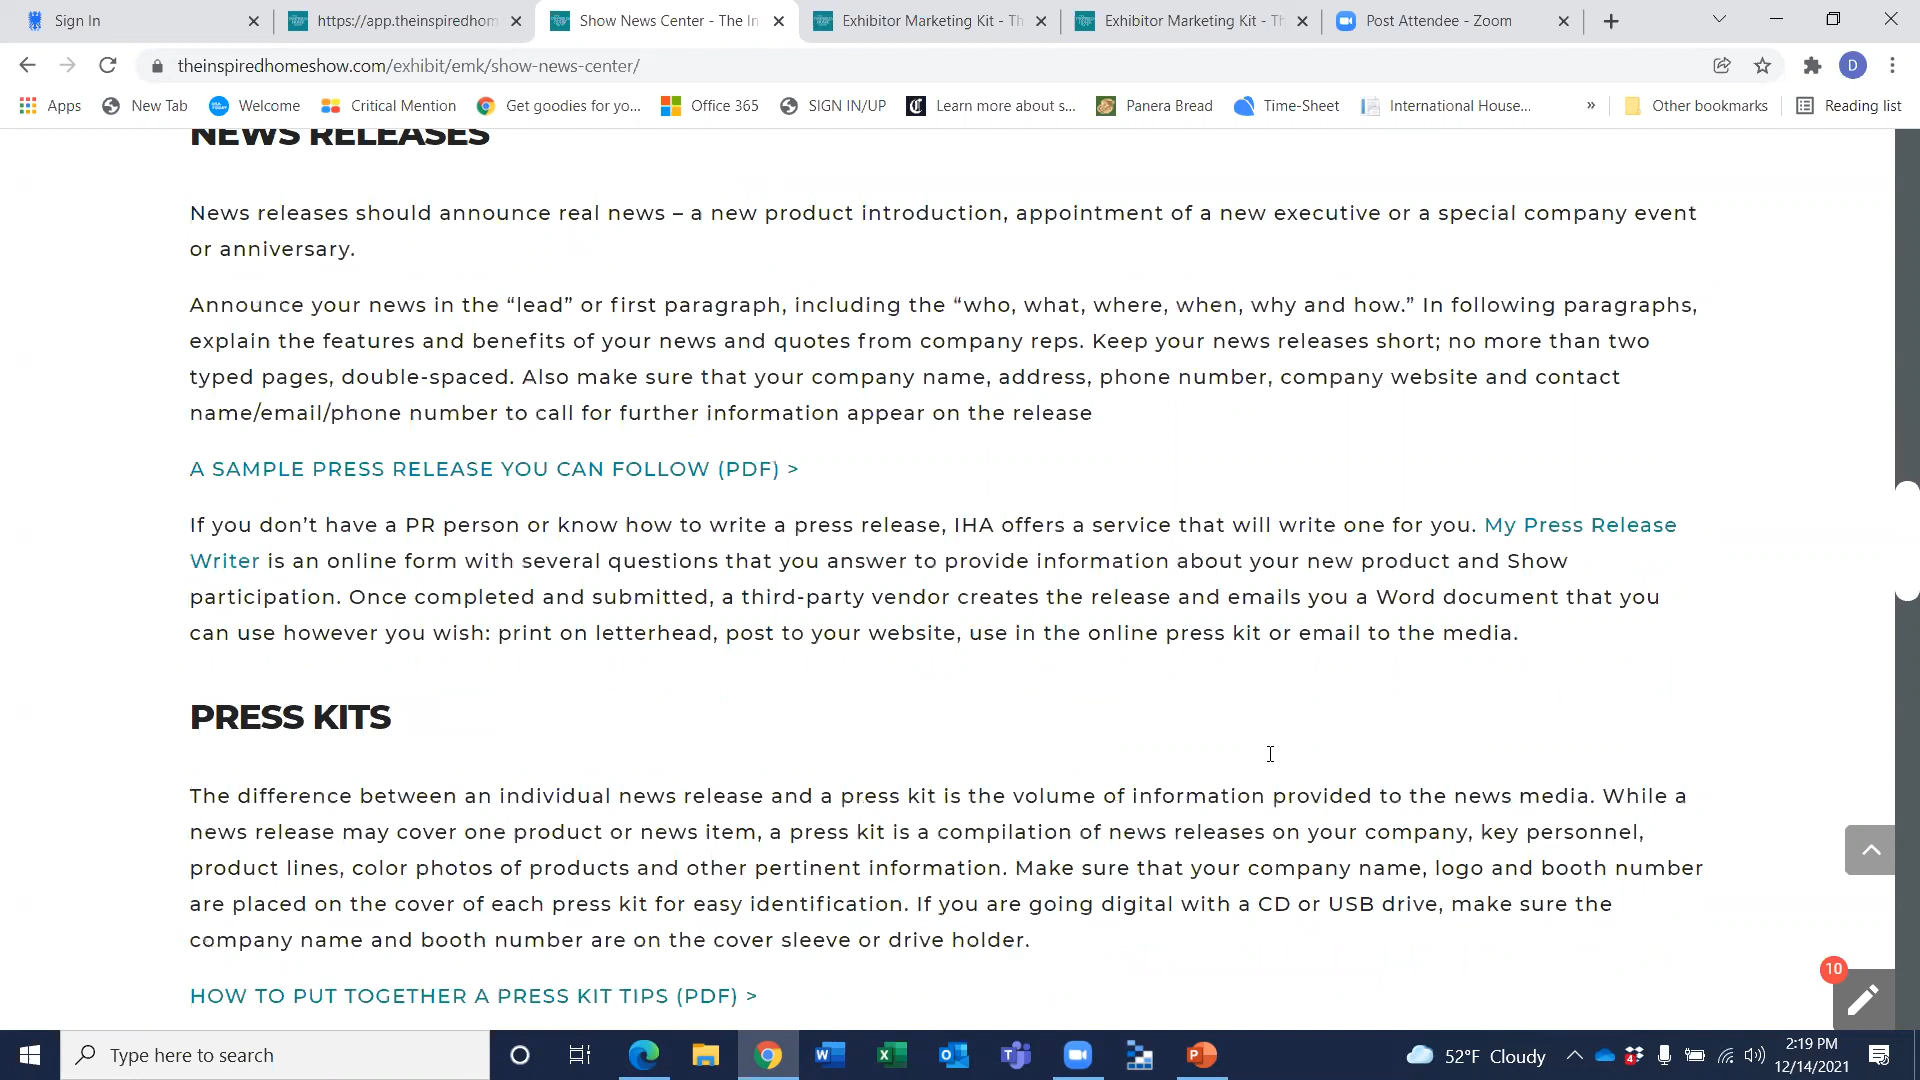 Sign In
https://app.theinspiredhom
Show News Center - The In
Exhibitor Marketing Kit - Th
Exhibitor Marketing Kit - Th
Post Attendee - Zoom
theinspiredhomeshow.com/exhibit/emk/show-news-center/
D
Apps
New Tab
Welcome
Critical Mention
Get goodies for yo...
Office 365
SIGN IN/UP
Learn more about s...
Panera Bread
Time-Sheet
International House...
»
Other bookmarks
Reading list
NEWS RELEASES
News releases should announce real news – a new product introduction, appointment of a new executive or a special company event
or anniversary.
Announce your news in the “lead” or first paragraph, including the “who, what, where, when, why and how.” In following paragraphs,
explain the features and benefits of your news and quotes from company reps. Keep your news releases short; no more than two
typed pages, double-spaced. Also make sure that your company name, address, phone number, company website and contact
name/email/phone number to call for further information appear on the release
A SAMPLE PRESS RELEASE YOU CAN FOLLOW (PDF) >
If you don’t have a PR person or know how to write a press release, IHA offers a service that will write one for you. My Press Release
Writer is an online form with several questions that you answer to provide information about your new product and Show
participation. Once completed and submitted, a third-party vendor creates the release and emails you a Word document that you
can use however you wish: print on letterhead, post to your website, use in the online press kit or email to the media.
PRESS KITS
The difference between an individual news release and a press kit is the volume of information provided to the news media. While a
news release may cover one product or news item, a press kit is a compilation of news releases on your company, key personnel,
product lines, color photos of products and other pertinent information. Make sure that your company name, logo and booth number
are placed on the cover of each press kit for easy identification. If you are going digital with a CD or USB drive, make sure the
company name and booth number are on the cover sleeve or drive holder.
10
HOW TO PUT TOGETHER A PRESS KIT TIPS (PDF) >
Type here to search
52°F Cloudy
2:19 PM
12/14/2021